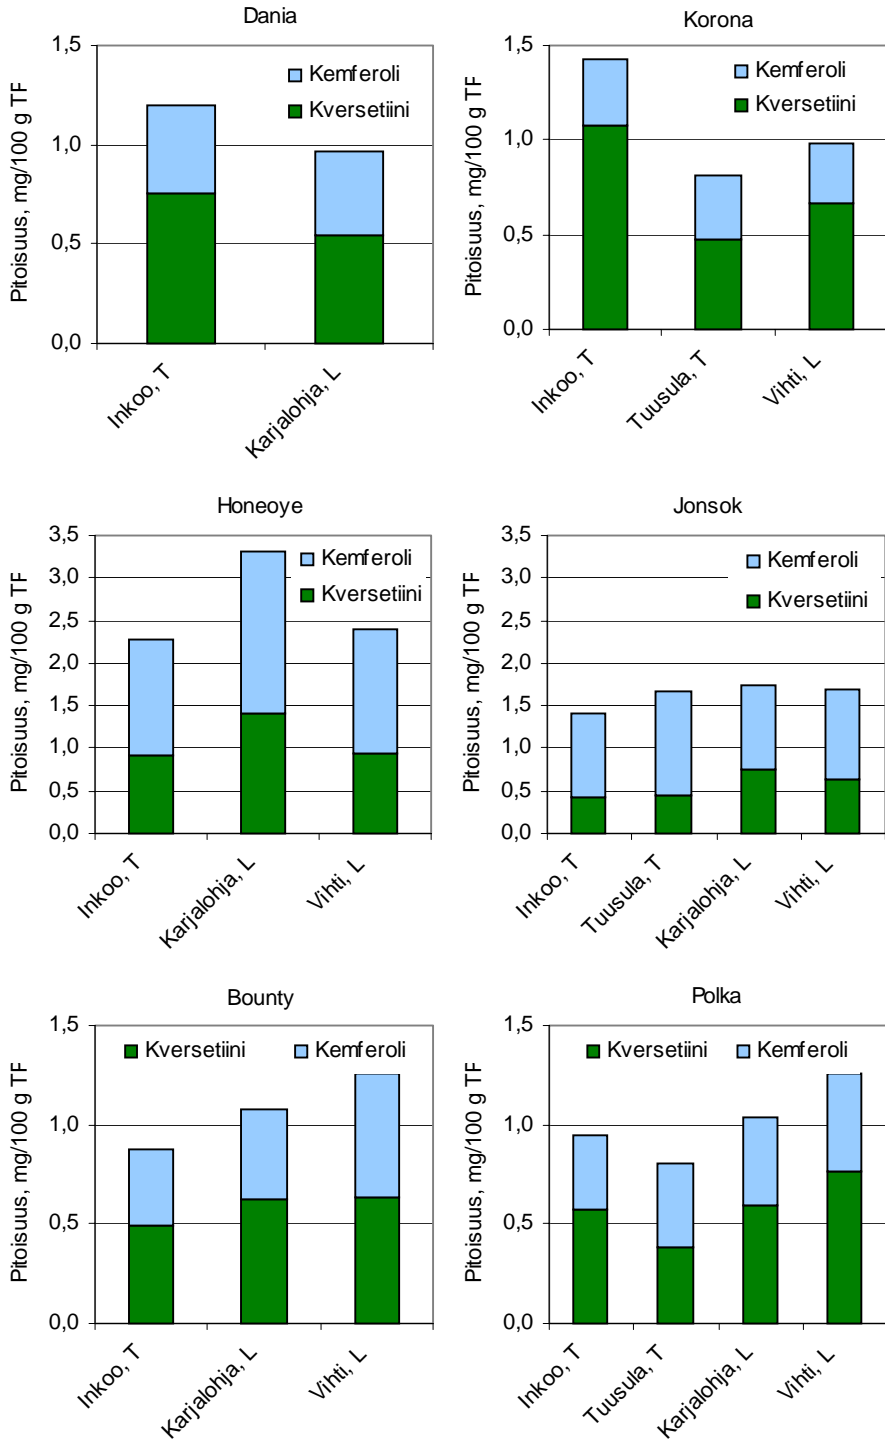 Dania
Pitoisuus, mg/100 g TF
1,5
1,0
0,5
0,0
Kemferoli
Kversetiini
Inkoo, T
Karjalohja, L
Korona
Pitoisuus, mg/100 g TF
1,5
1,0
0,5
0,0
Kemferoli
Kversetiini
Inkoo, T
Tuusula, T
Vihti, L
Honeoye
Pitoisuus, mg/100 g TF
3,5
3,0
2,5
2,0
1,5
1,0
0,5
0,0
Kemferoli
Kversetiini
Inkoo, T
Karjalohja, L
Vihti, L
Jonsok
Pitoisuus, mg/100 g TF
3,5
3,0
2,5
2,0
1,5
1,0
0,5
0,0
Kemferoli
Kversetiini
Inkoo, T
Tuusula, T
Karjalohja, L
Vihti, L
Bounty
Pitoisuus, mg/100 g TF
1,5
1,0
0,5
0,0
Kversetiini Kemferoli
Inkoo, T
Karjalohja, L
Vihti, L
Polka
Pitoisuus, mg/100 g TF
1,5
1,0
0,5
0,0
Kversetiini Kemferoli
Inkoo, T
Tuusula, T
Karjalohja, L
Vihti, L